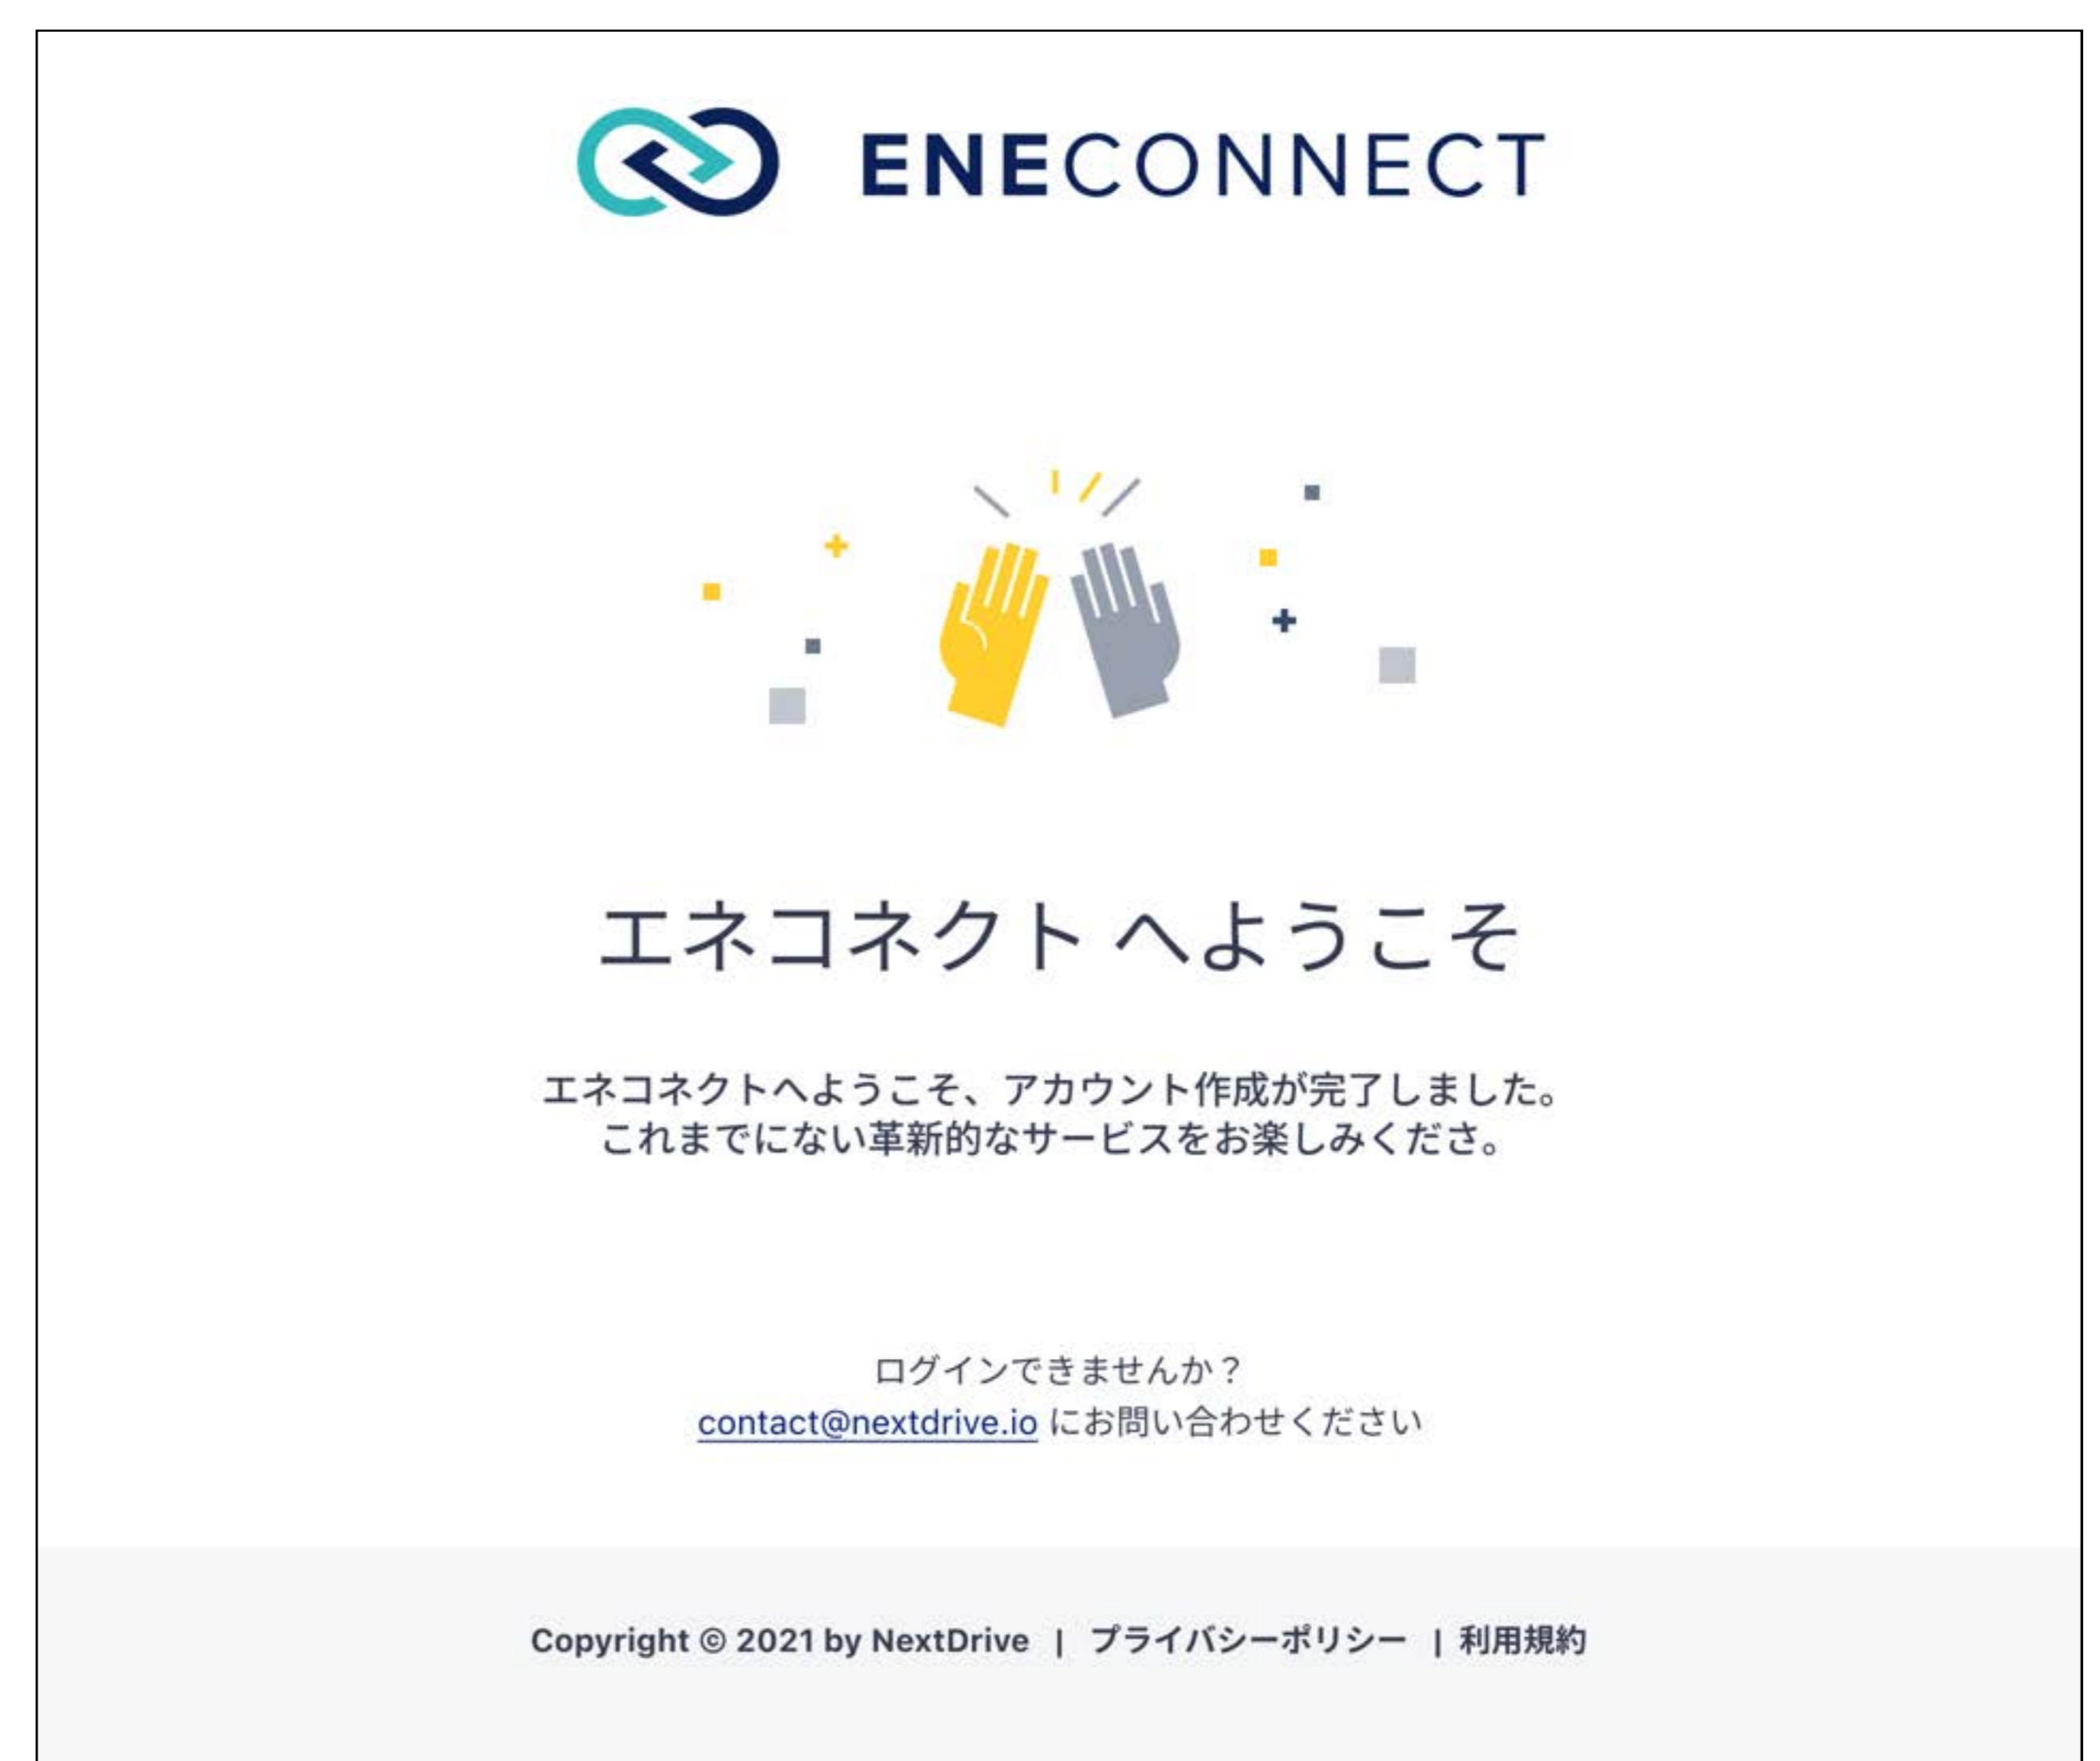 ENECONNECT
エネコネクト へようこそ
エネコネクトへようこそ、アカウント作成が完了しました。
これまでにない革新的なサービスをお楽しみくださ。
ログインできませんか？
contact@nextdrive.io にお問い合わせください
Copyright © 2021 by NextDrive | プライバシーポリシー | 利用規約